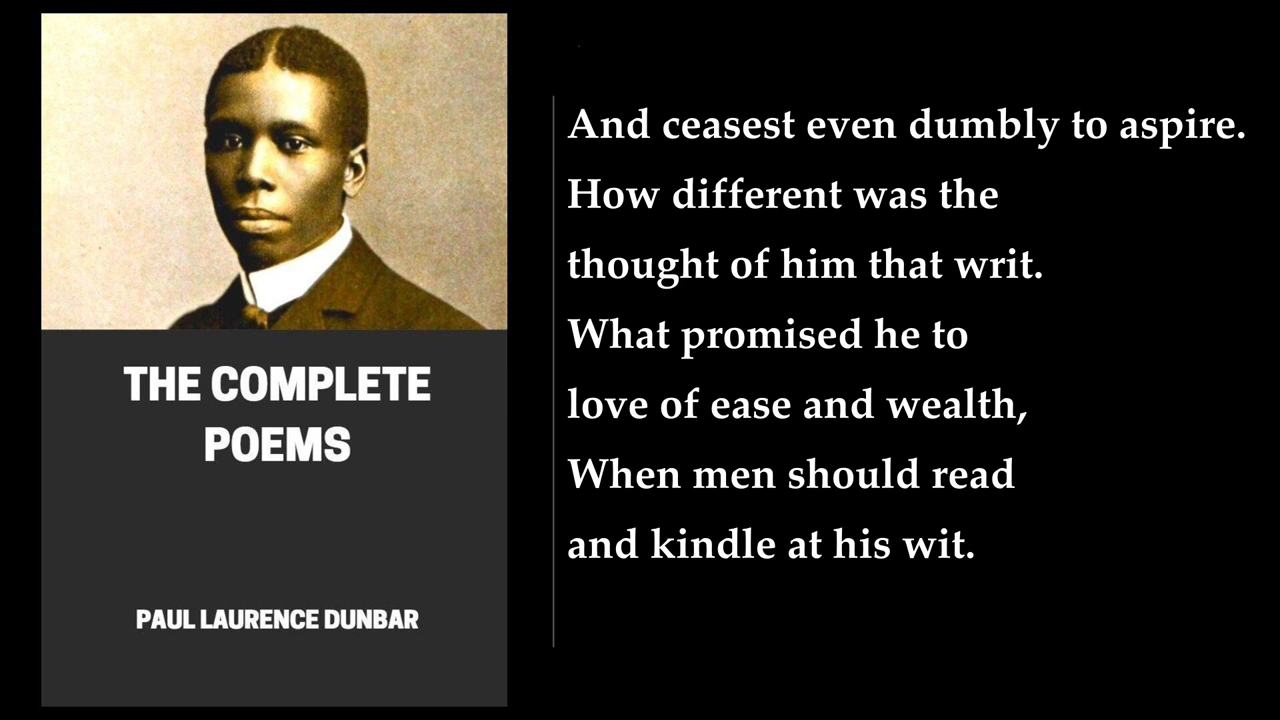 THE COMPLETE
POEMS
PAUL LAURENCE DUNBAR
And ceasest even dumbly to aspire.
How different was the
thought of him that writ.
What promised he to
love of ease and wealth,
When men should read
and kindle at his wit.